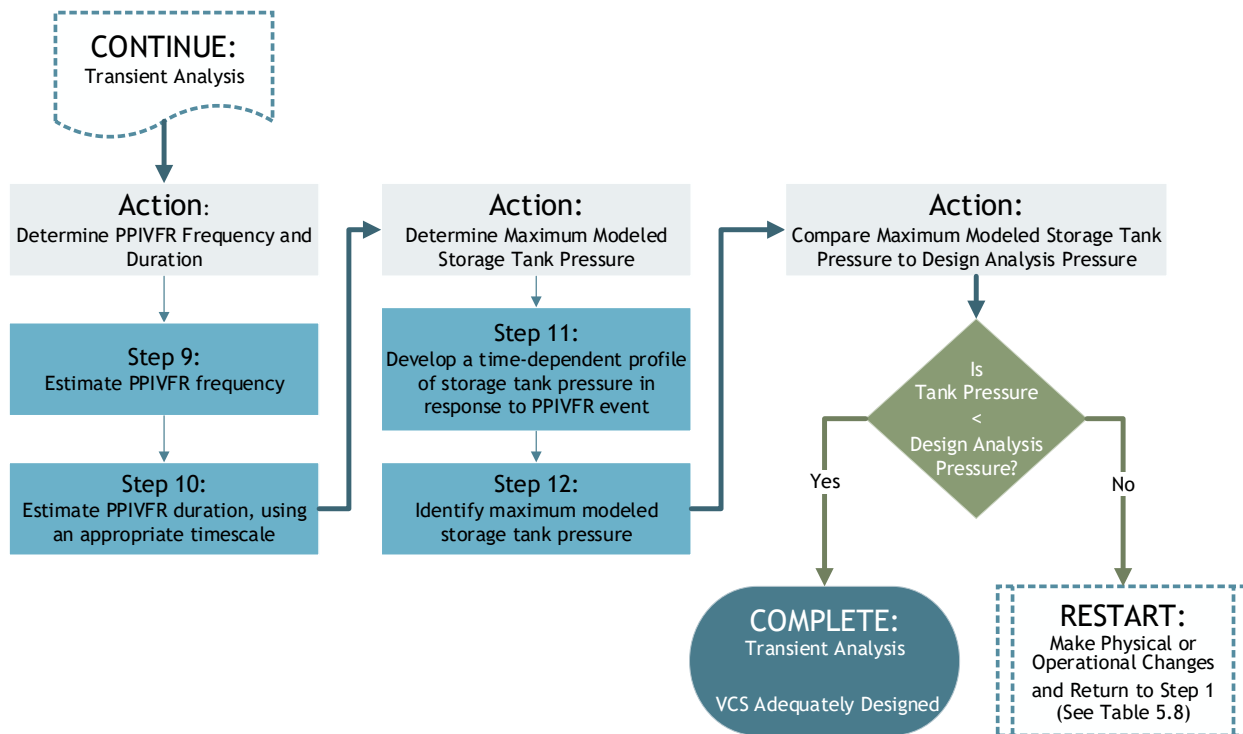 CONTINUE:
Transient Analysis
Action:
Determine PPIVFR Frequency and
Duration
Step 9:
Estimate PPIVFR frequency
Step 10:
Estimate PPIVFR duration, using
an appropriate timescale
Action:
Determine Maximum Modeled
Storage Tank Pressure
Step 11:
Develop a time-dependent profile
of storage tank pressure in
response to PPIVFR event
Step 12:
Identify maximum modeled
storage tank pressure
Action:
Compare Maximum Modeled Storage Tank
Pressure to Design Analysis Pressure
Is
Tank Pressure
<
Design Analysis
Pressure?
Yes
No
COMPLETE:
Transient Analysis
VCS Adequately Designed
RESTART:
Make Physical or
Operational Changes
and Return to Step 1
(See Table 5.8)